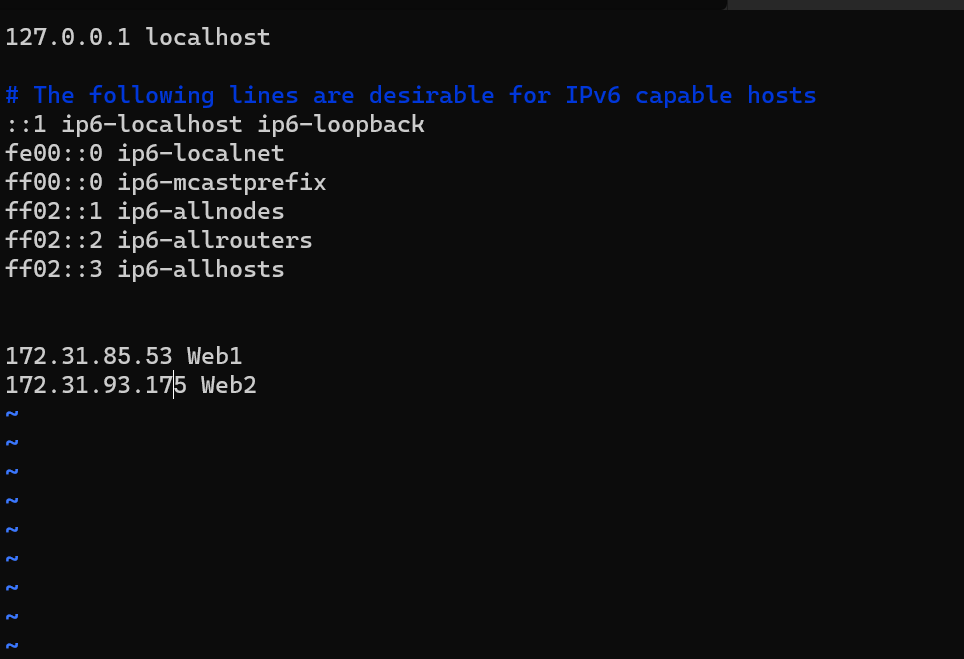 127.0.0.1 localhost
# The following lines are desirable for IPv6 capable hosts
::1 ip6-localhost ip6-loopback
fe00::0 ip6-localnet
ff00::0 ip6-mcastprefix
ff02::1 ip6-allnodes
ff02::2 ip6-allrouters
ff02::3 ip6-allhosts
172.31.85.53 Web1
172.31.93.175 Web2
~
~
~
~
~
~
~
~
~